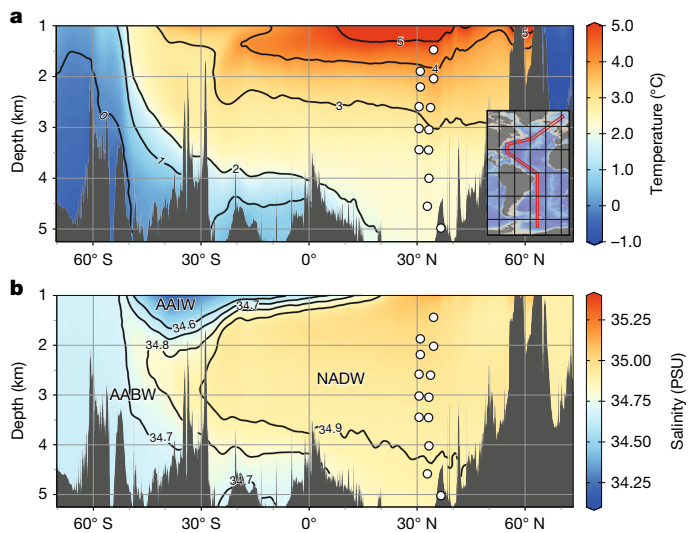 a
1
2
3
4
5
Depth (km)
0
1
2
3
4
5
5
60° S
30° S
0°
30° N
60° N
5.0
4.0
3.0
2.0
1.0
0
–1.0
Temperature (°C)
b
1
2
3
4
5
Depth (km)
AAIW
34.7
34.6
34.8
AABW
NADW
34.9
34.7
34.7
60° S
30° S
0°
30° N
60° N
35.25
35.00
34.75
34.50
34.25
Salinity (PSU)